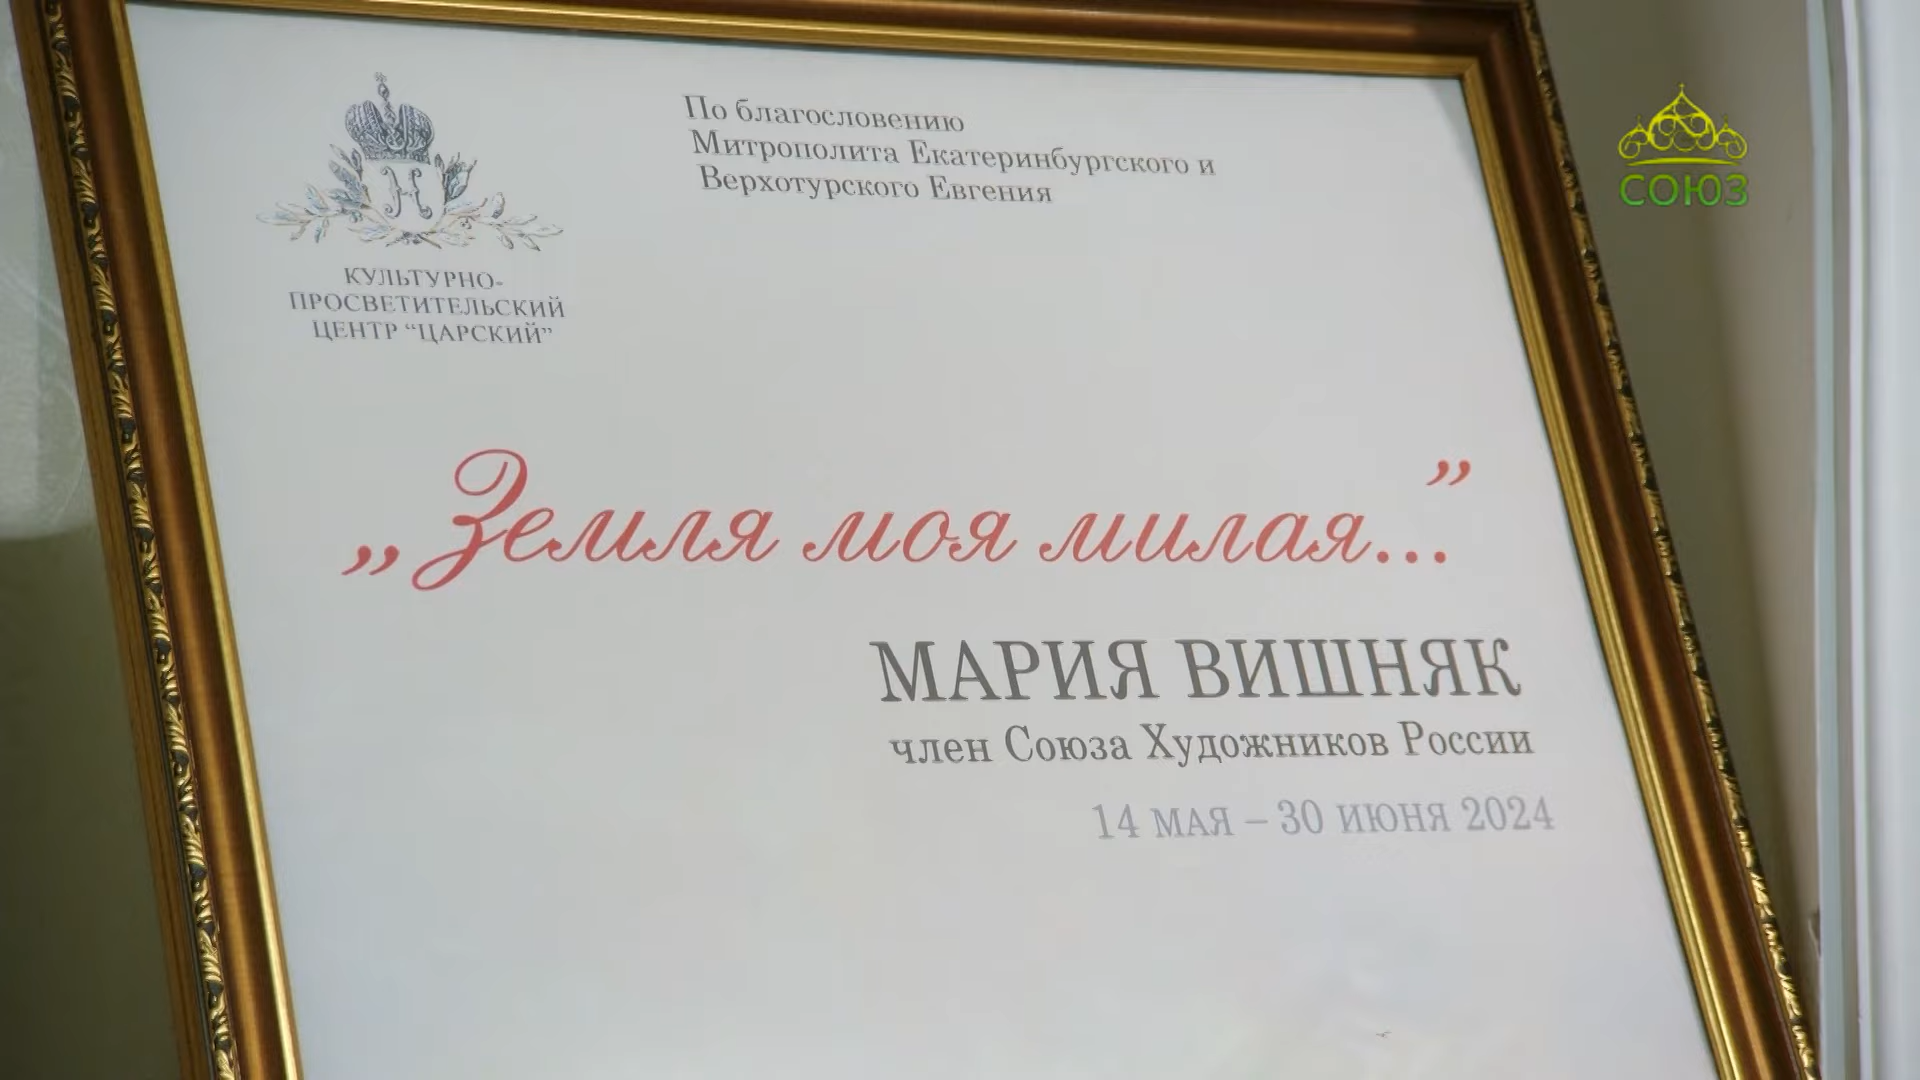 По благословению
Митрополита Екатеринбургского и
Верхотурского Евгения
СОЮЗ
Н
КУЛЬТУРНО-
ПРОСВЕТИТЕЛЬСКИЙ
ЦЕНТР “ЦАРСКИЙ”
„Земля моя милая...”
МАРИЯ ВИШНЯК
член Союза Художников России
14 МАЯ – 30 ИЮНЯ 2024